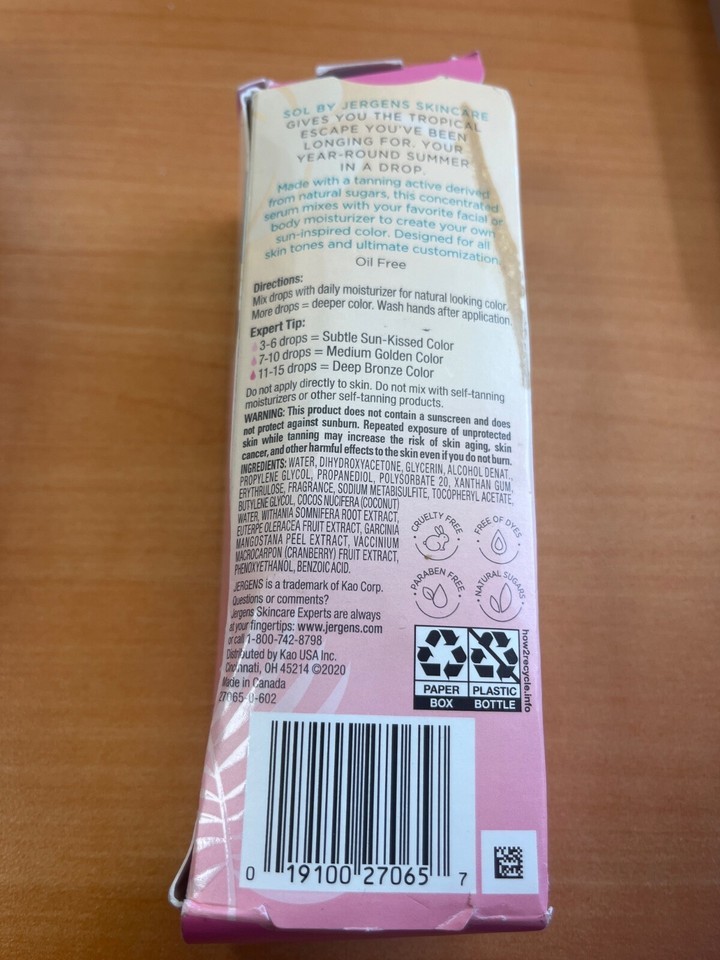 SOL BY JERGENS SKINCARE
GIVES YOU THE TROPICAL
ESCAPE YOU'VE BEEN
LONGING FOR. YOUR
YEAR-ROUND SUMMER
IN A DROP.
Made with a tanning active derived
from natural sugars, this concentrated
serum mixes with your favorite facial or
body moisturizer to create your own
sun-inspired color. Designed for all
skin tones and ultimate customization.
Oil Free
Directions:
Mix drops with daily moisturizer for natural looking color.
More drops = deeper color. Wash hands after application.
Expert Tip:
3-6 drops = Subtle Sun-Kissed Color
7-10 drops = Medium Golden Color
11-15 drops = Deep Bronze Color
Do not apply directly to skin. Do not mix with self-tanning
moisturizers or other self-tanning products.
WARNING: This product does not contain a sunscreen and does
not protect against sunburn. Repeated exposure of unprotected
skin while tanning may increase the risk of skin aging, skin
cancer, and other harmful effects to the skin even if you do not burn.
INGREDIENTS: WATER, DIHYDROXYACETONE, GLYCERIN, ALCOHOL DENAT.,
PROPYLENE GLYCOL, PROPANEDIOL, POLYSORBATE 20, XANTHAN GUM,
ERYTHRULOSE, FRAGRANCE, SODIUM METABISULFITE, TOCOPHERYL ACETATE,
BUTYLENE GLYCOL, COCOS NUCIFERA (COCONUT)
WATER, WITHANIA SOMNIFERA ROOT EXTRACT,
EUTERPE OLERACEA FRUIT EXTRACT, GARCINIA
MANGOSTANA PEEL EXTRACT, VACCINIUM
MACROCARPON (CRANBERRY) FRUIT EXTRACT,
PHENOXYETHANOL, BENZOIC ACID.
CRUELTY FREE
FREE OF DYES
PARABEN FREE
NATURAL SUGARS
JERGENS is a trademark of Kao Corp.
Questions or comments?
Jergens Skincare Experts are always
at your fingertips: www.jergens.com
or call 1-800-742-8798
Distributed by Kao USA Inc.
Cincinnati, OH 45214 ©2020
Made in Canada
27065-0-602
PAPER
BOX
PLASTIC
BOTTLE
how2recycle.info
0 19100 27065 7